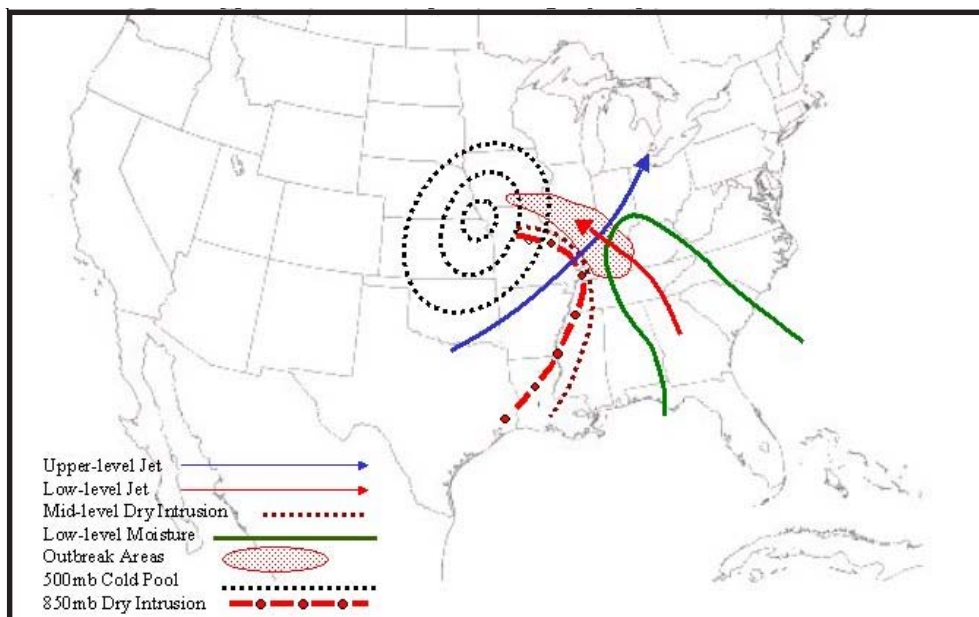 Upper-level Jet
Low-level Jet
Mid-level Dry Intrusion
Low-level Moisture
Outbreak Areas
500mb Cold Pool
850mb Dry Intrusion